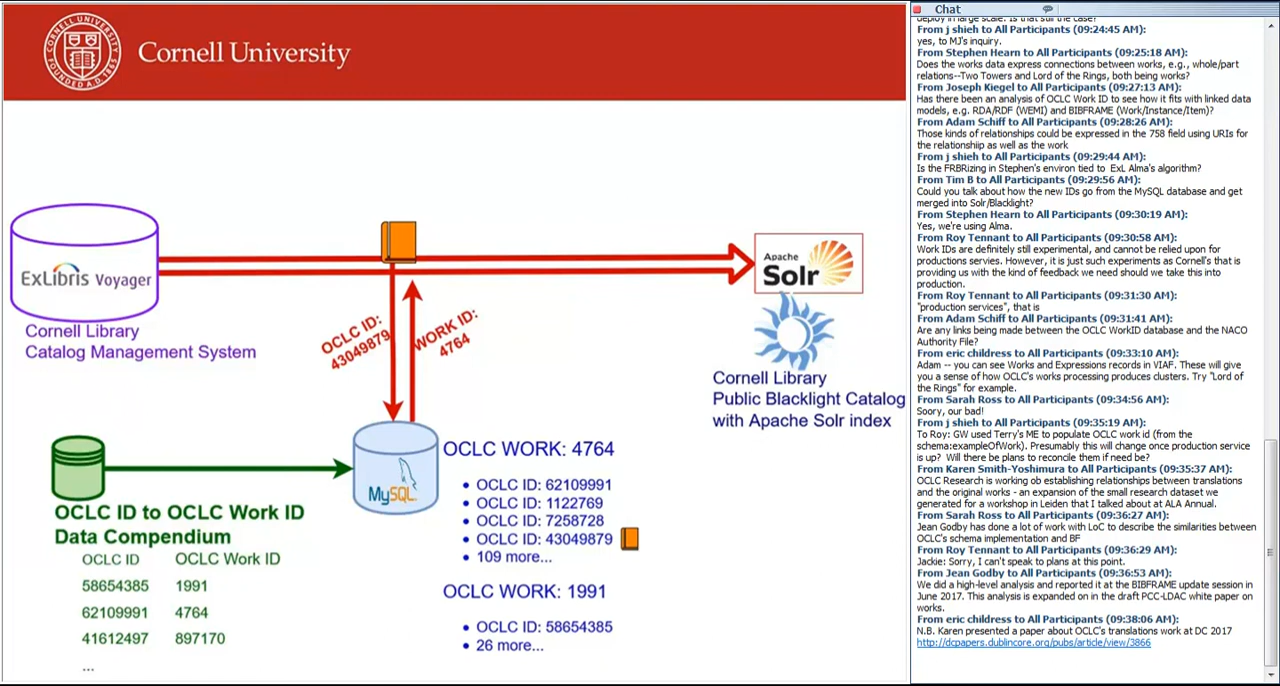 Cornell University
CORNELL UNIVERSITY
FOUNDED A.D. 1865
ExLibris Voyager
Cornell Library
Catalog Management System
OCLC ID:
43049879
WORK ID:
4764
Apache
Solr
Cornell Library
Public Blacklight Catalog
with Apache Solr index
MySQL
OCLC WORK: 4764
• OCLC ID: 62109991
• OCLC ID: 1122769
• OCLC ID: 7258728
• OCLC ID: 43049879
• 109 more...
OCLC WORK: 1991
• OCLC ID: 58654385
• 26 more...
OCLC ID to OCLC Work ID
Data Compendium
OCLC ID OCLC Work ID
58654385 1991
62109991 4764
41612497 897170
...
Chat
deploy in large scale. Is that still the case?
From j shieh to All Participants (09:24:45 AM):
yes, to MJ's inquiry.
From Stephen Hearn to All Participants (09:25:18 AM):
Does the works data express connections between works, e.g., whole/part
relations--Two Towers and Lord of the Rings, both being works?
From Joseph Kiegel to All Participants (09:27:13 AM):
Has there been an analysis of OCLC Work ID to see how it fits with linked data
models, e.g. RDA/RDF (WEMI) and BIBFRAME (Work/Instance/Item)?
From Adam Schiff to All Participants (09:28:26 AM):
Those kinds of relationships could be expressed in the 758 field using URIs for
the relationshiip as well as the work
From j shieh to All Participants (09:29:44 AM):
Is the FRBRizing in Stephen's environ tied to ExL Alma's algorithm?
From Tim B to All Participants (09:29:56 AM):
Could you talk about how the new IDs go from the MySQL database and get
merged into Solr/Blacklight?
From Stephen Hearn to All Participants (09:30:19 AM):
Yes, we're using Alma.
From Roy Tennant to All Participants (09:30:58 AM):
Work IDs are definitely still experimental, and cannot be relied upon for
productions servies. However, it is just such experiments as Cornell's that is
providing us with the kind of feedback we need should we take this into
production.
From Roy Tennant to All Participants (09:31:30 AM):
"production services", that is
From Adam Schiff to All Participants (09:31:41 AM):
Are any links being made between the OCLC WorkID database and the NACO
Authority File?
From eric childress to All Participants (09:33:10 AM):
Adam -- you can see Works and Expressions records in VIAF. These will give
you a sense of how OCLC's works processing produces clusters. Try "Lord of
the Rings" for example.
From Sarah Ross to All Participants (09:34:56 AM):
Soory, our bad!
From j shieh to All Participants (09:35:19 AM):
To Roy: GW used Terry's ME to populate OCLC work id (from the
schema:exampleOfWork). Presumably this will change once production service
is up? Will there be plans to reconcile them if need be?
From Karen Smith-Yoshimura to All Participants (09:35:37 AM):
OCLC Research is working ob establishing relationships between translations
and the original works - an expansion of the small research dataset we
generated for a workshop in Leiden that I talked about at ALA Annual.
From Sarah Ross to All Participants (09:36:27 AM):
Jean Godby has done a lot of work with LoC to describe the similarities between
OCLC's schema implementation and BF
From Roy Tennant to All Participants (09:36:29 AM):
Jackie: Sorry, I can't speak to plans at this point.
From Jean Godby to All Participants (09:36:53 AM):
We did a high-level analysis and reported it at the BIBFRAME update session in
June 2017. This analysis is expanded on in the draft PCC-LDAC white paper on
works.
From eric childress to All Participants (09:38:06 AM):
N.B. Karen presented a paper about OCLC's translations work at DC 2017
http://dcpapers.dublincore.org/pubs/article/view/3866